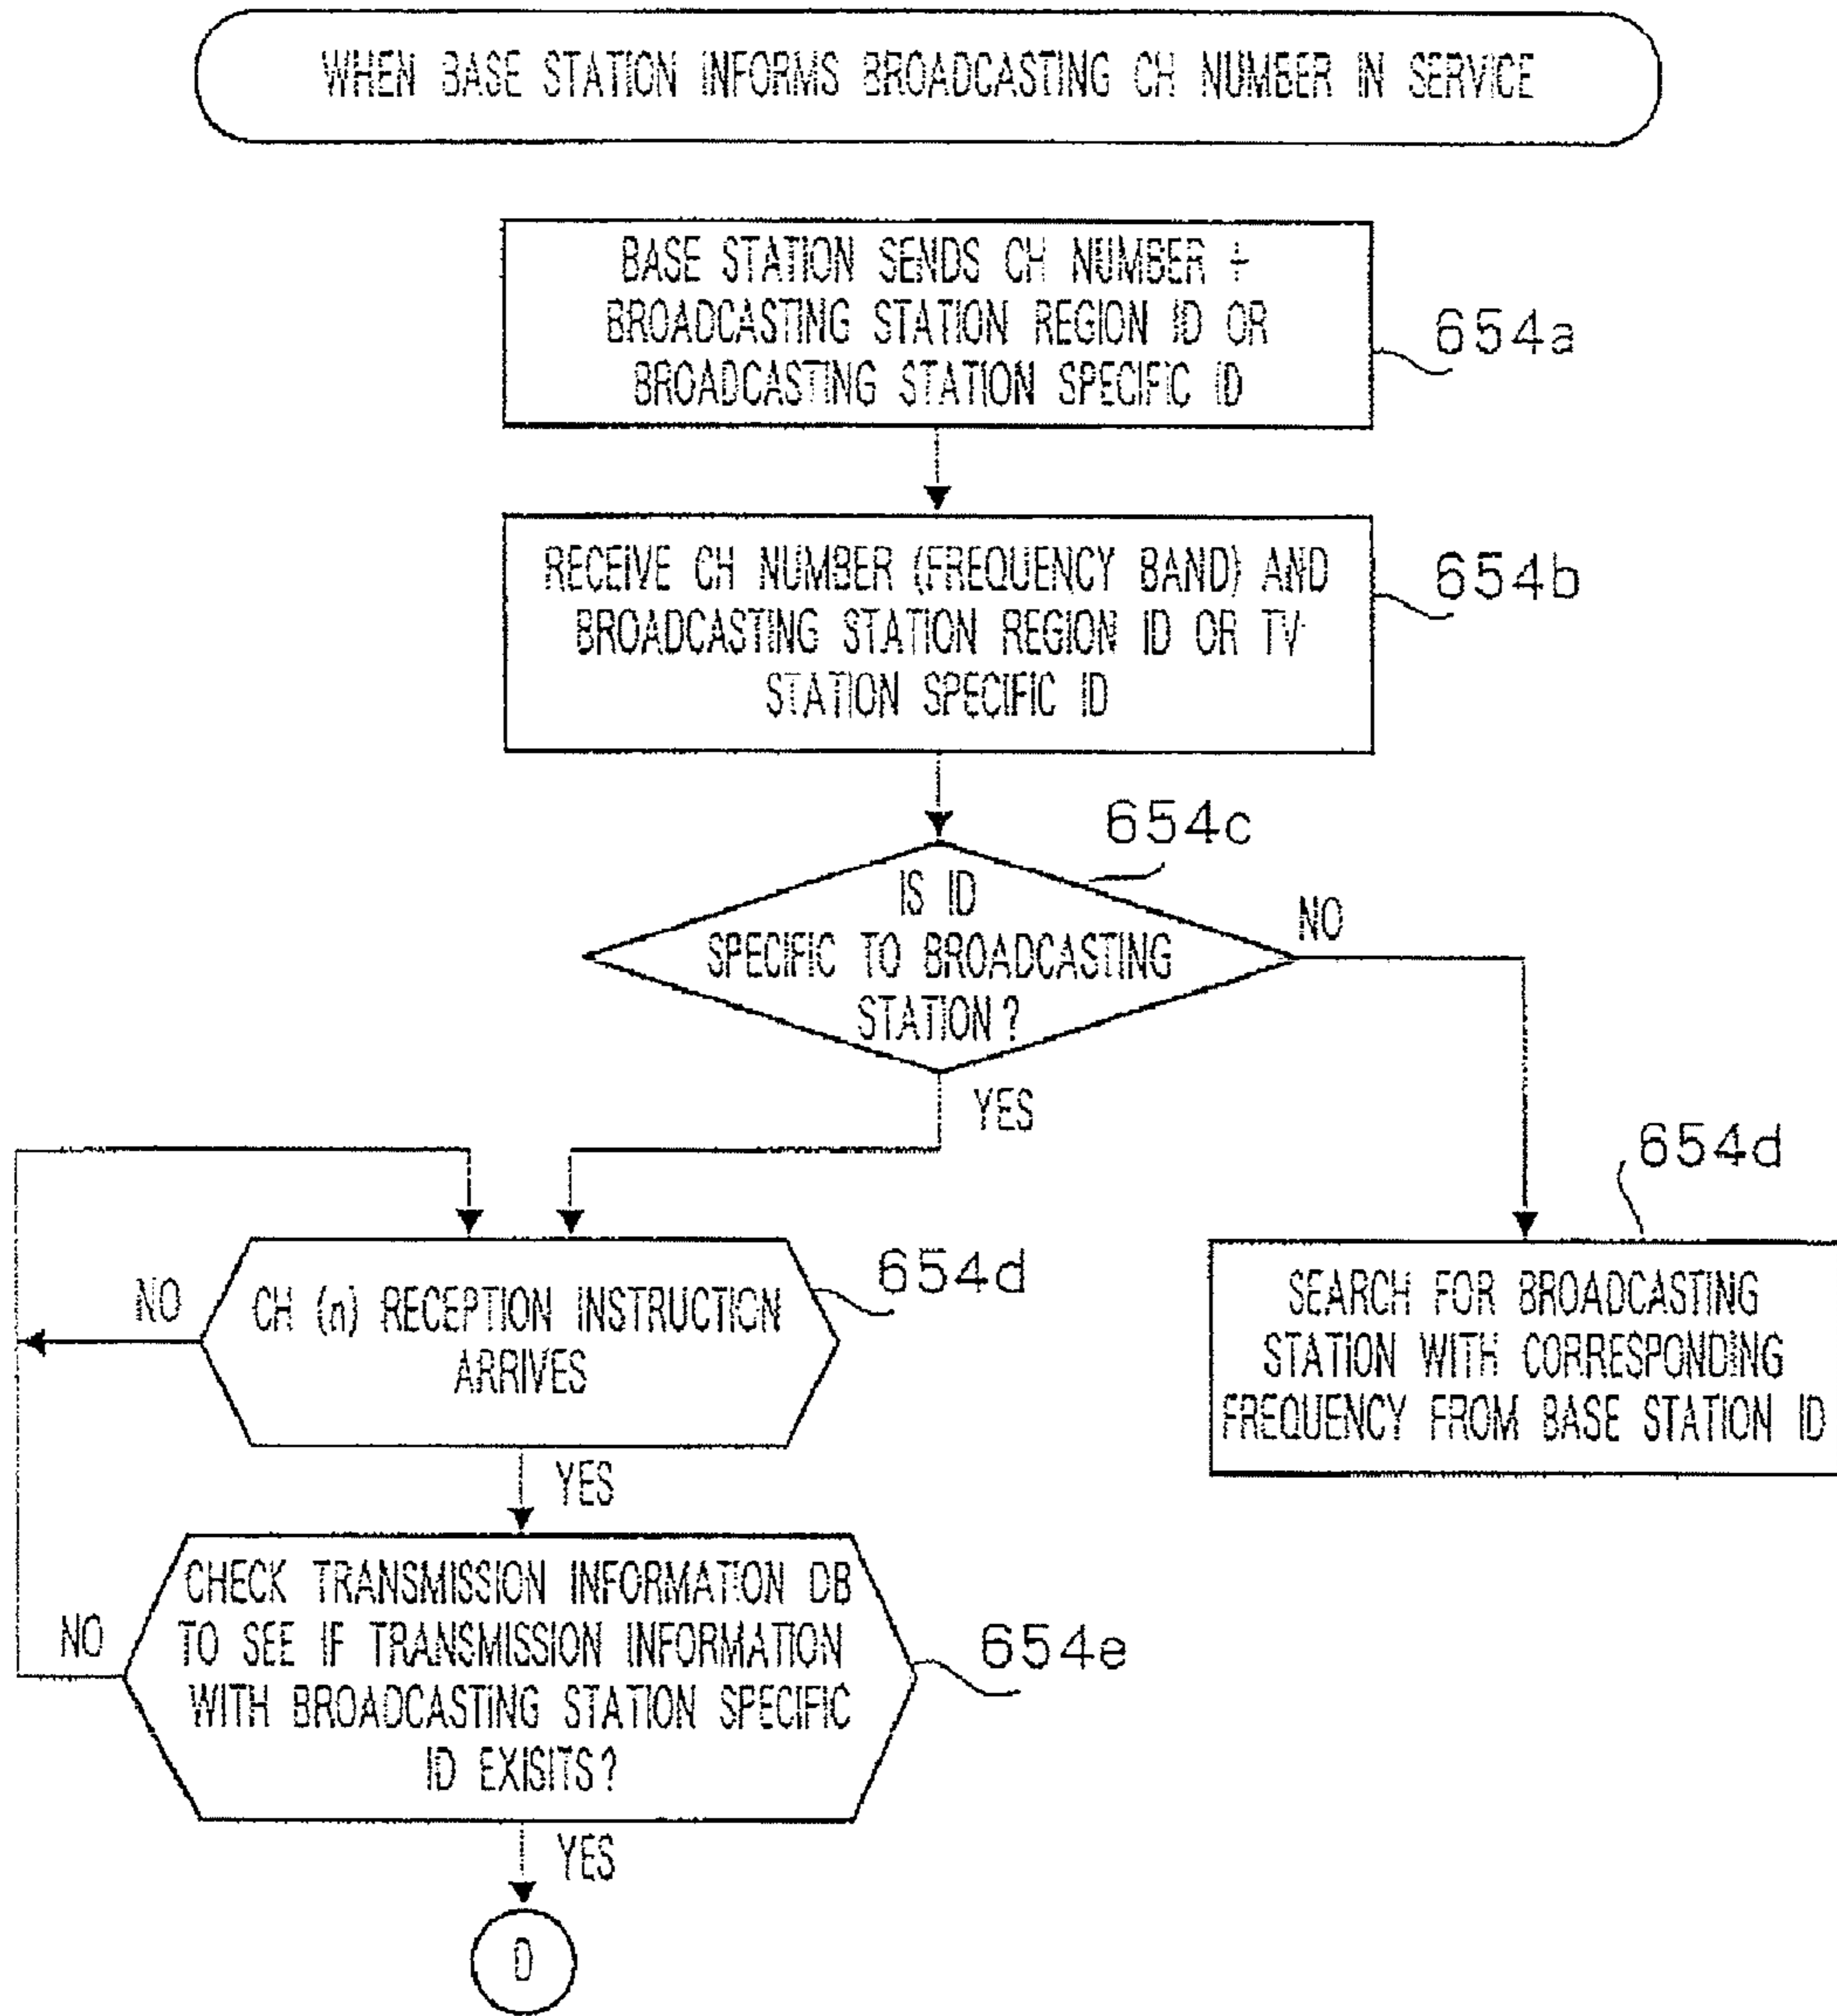 WHEN BASE STATION INFORMS BROADCASTING CH NUMBER IN SERVICE
BASE STATION SENDS CH NUMBER +
BROADCASTING STATION REGION ID OR
BROADCASTING STATION SPECIFIC ID
654a
RECEIVE CH NUMBER (FREQUENCY BAND) AND
BROADCASTING STATION REGION ID OR TV
STATION SPECIFIC ID
654b
654c
IS ID
SPECIFIC TO BROADCASTING
STATION?
NO
YES
654d
SEARCH FOR BROADCASTING
STATION WITH CORRESPONDING
FREQUENCY FROM BASE STATION ID
654d
NO
CH (n) RECEPTION INSTRUCTION
ARRIVES
YES
CHECK TRANSMISSION INFORMATION DB
TO SEE IF TRANSMISSION INFORMATION
WITH BROADCASTING STATION SPECIFIC
ID EXISITS?
NO
654e
YES
D